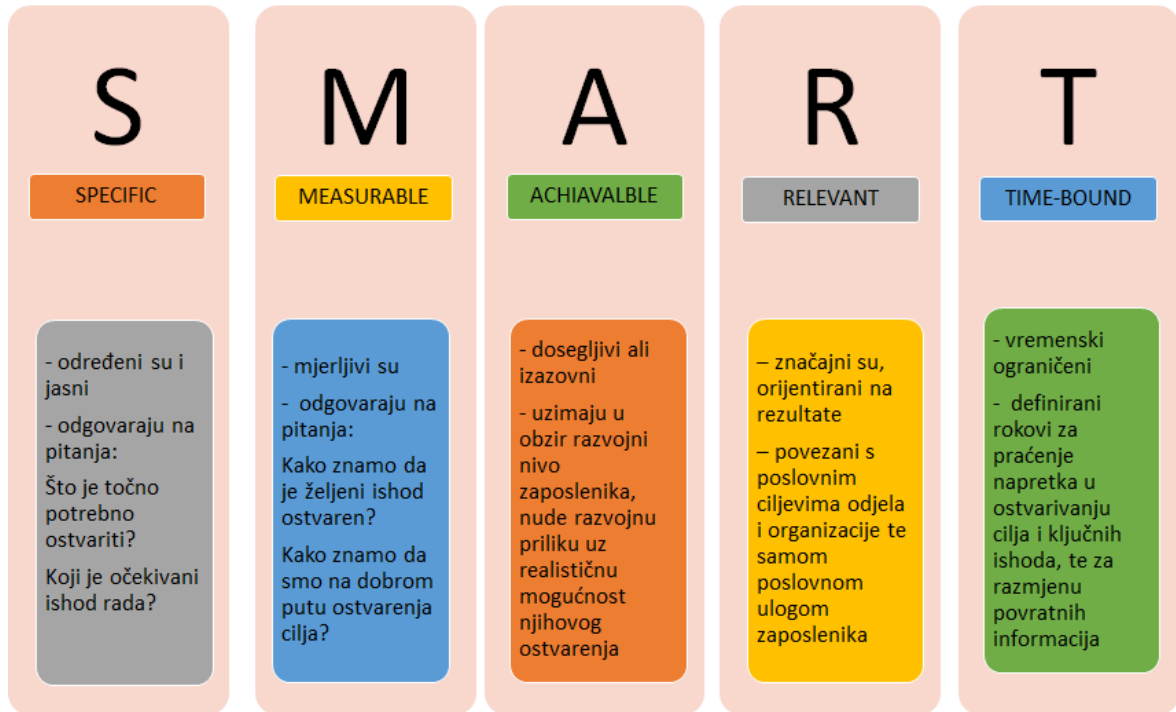 S
SPECIFIC
- određeni su i
jasni
- odgovaraju na
pitanja:
Što je točno
potrebno
ostvariti?
Koji je očekivani
ishod rada?
M
MEASURABLE
- mjerljivi su
- odgovaraju na
pitanja:
Kako znamo da
je željeni ishod
ostvaren?
Kako znamo da
smo na dobrom
putu ostvarenja
cilja?
A
ACHIAVALBLE
- dosegljivi ali
izazovni
- uzimaju u
obzir razvojni
nivo
zaposlenika,
nude razvojnu
priliku uz
realističnu
mogućnost
njihovog
ostvarenja
R
RELEVANT
– značajni su,
orijentirani na
rezultate
– povezani s
poslovnim
ciljevima odjela
i organizacije te
samom
poslovnom
ulogom
zaposlenika
T
TIME-BOUND
- vremenski
ograničeni
- definirani
rokovi za
praćenje
napretka u
ostvarivanju
cilja i ključnih
ishoda, te za
razmjenu
povratnih
informacija